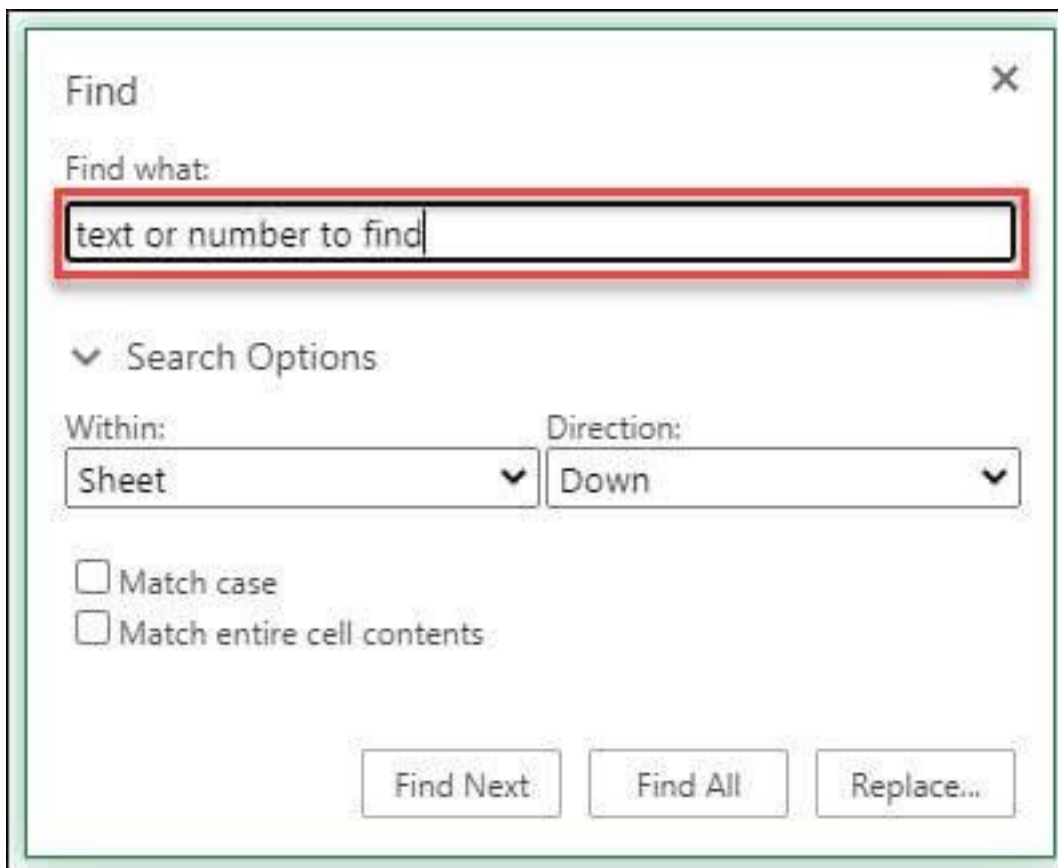 Find
Find what:
text or number to find
Search Options
Within: Direction:
Sheet Down
Match case
Match entire cell contents
Find Next Find All Replace...